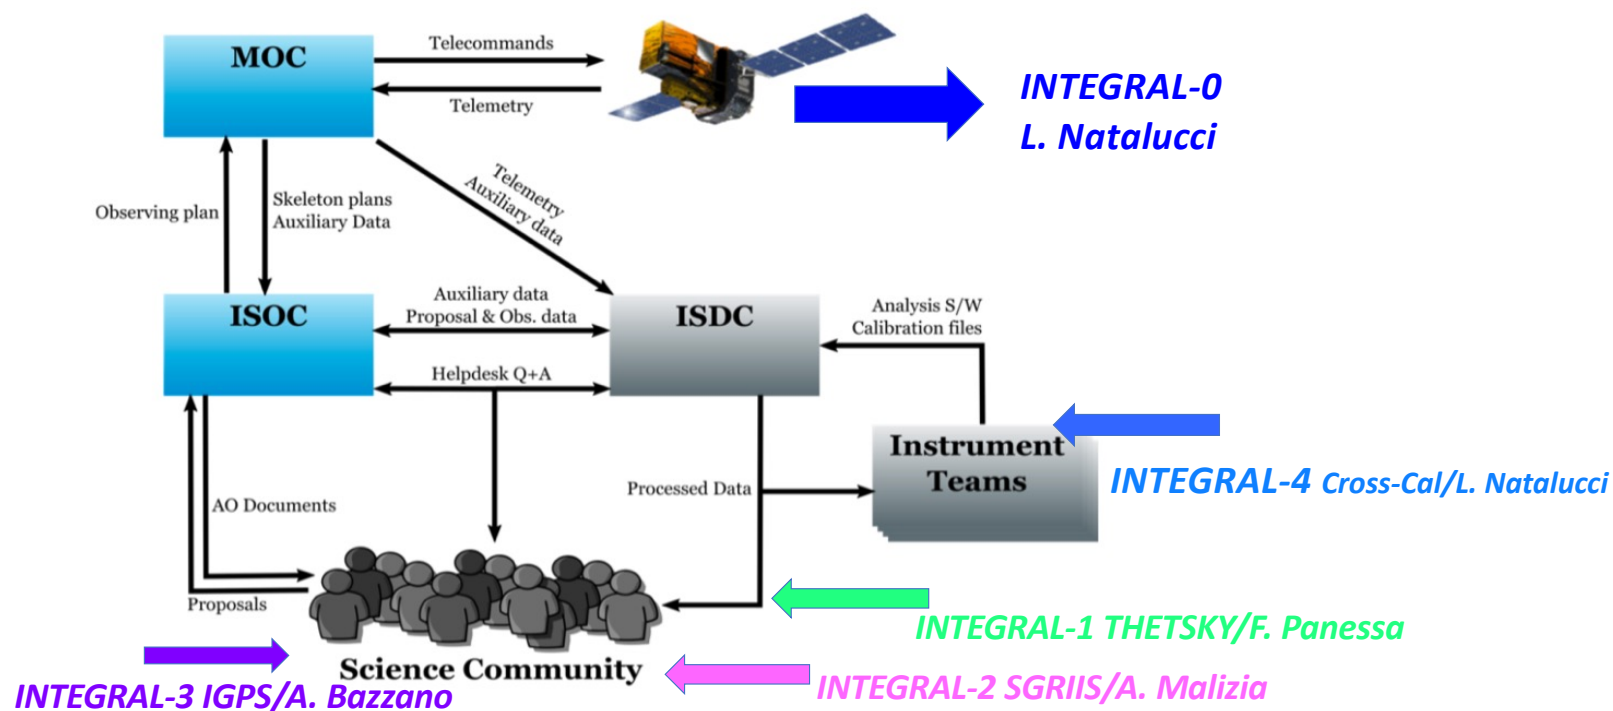 MOC
Telecommands
Telemetry
INTEGRAL-0
L. Natalucci
Observing plan
Skeleton plans
Auxiliary Data
Telemetry
Auxiliary data
ISOC
Auxiliary data
Proposal & Obs. data
ISDC
Analysis S/W
Calibration files
Helpdesk Q+A
Instrument
Teams
INTEGRAL-4 Cross-Cal/L. Natalucci
Processed Data
AO Documents
Proposals
INTEGRAL-1 THETSKY/F. Panessa
Science Community
INTEGRAL-2 SGRIIS/A. Malizia
INTEGRAL-3 IGPS/A. Bazzano